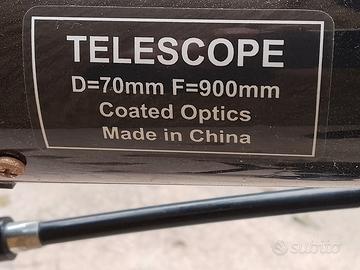 TELESCOPE
D=70mm F=900mm
Coated Optics
Made in China
subito